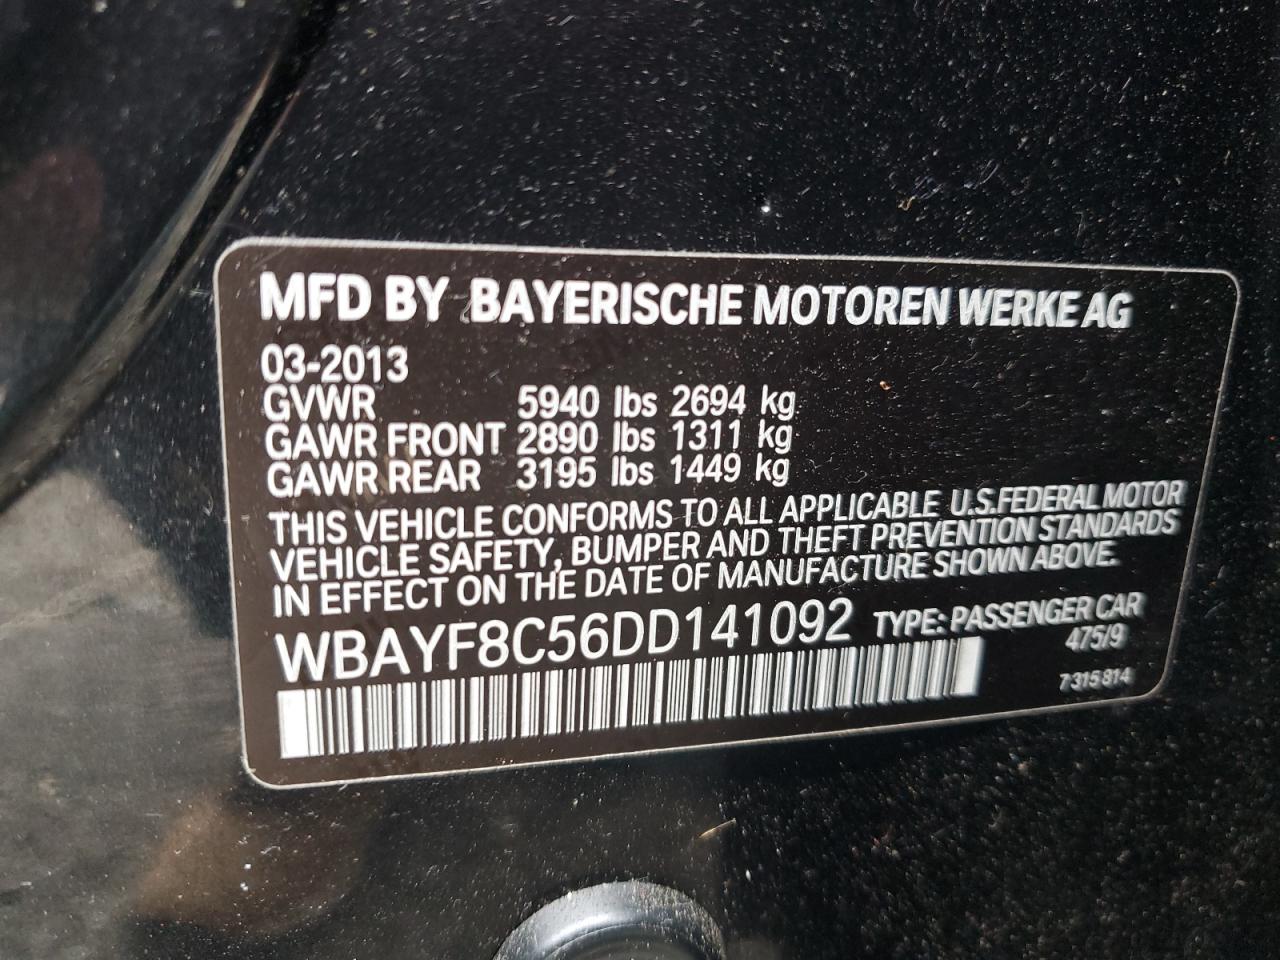 MFD BY BAYERISCHE MOTOREN WERKE AG
03-2013
GVWR 5940 lbs 2694 kg
GAWR FRONT 2890 lbs 1311 kg
GAWR REAR 3195 lbs 1449 kg
THIS VEHICLE CONFORMS TO ALL APPLICABLE U.S.FEDERAL MOTOR
VEHICLE SAFETY, BUMPER AND THEFT PREVENTION STANDARDS
IN EFFECT ON THE DATE OF MANUFACTURE SHOWN ABOVE.
WBAYF8C56DD141092 TYPE: PASSENGER CAR
475/9
7 315 814